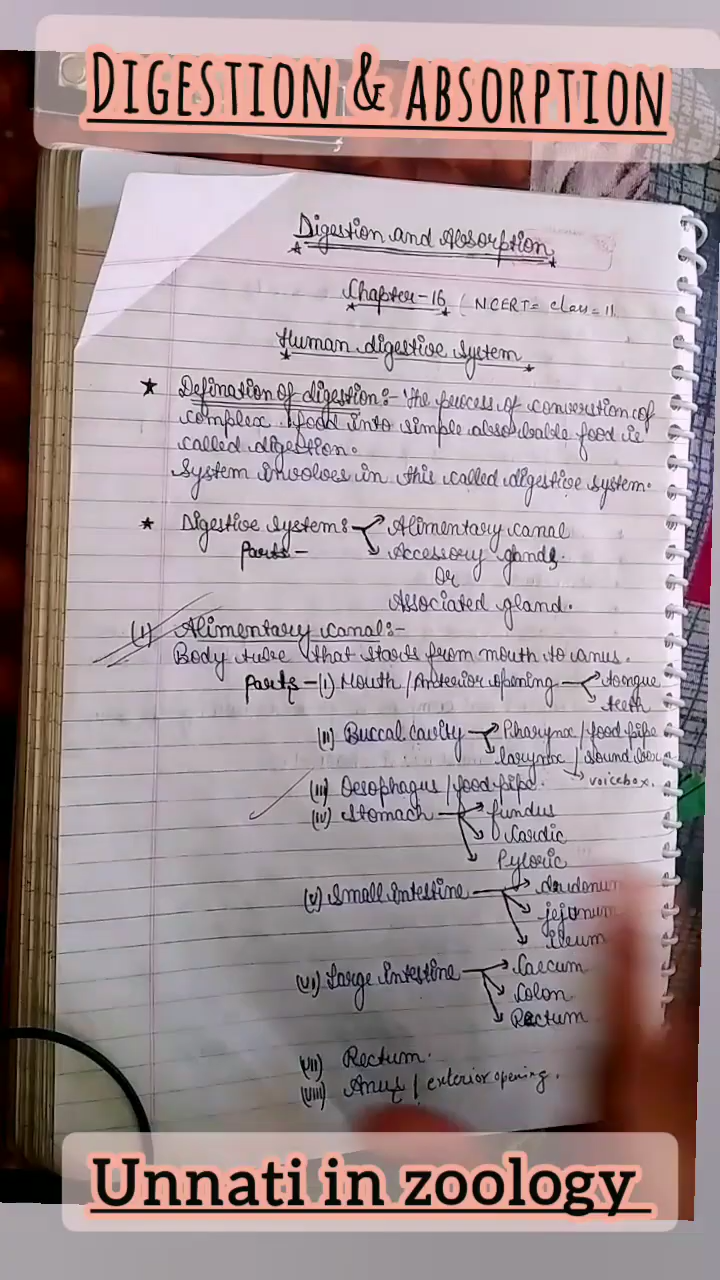 DIGESTION & ABSORPTION
Digestion and Absorption
Chapter-16 ( NCERT= class = 11
Human digestive System
★ Defination of digestion:- The process of converstion of
complex food into simple absorbable food is
called digestion.
System involves in this called digestive system.
★ Digestive system: Alimentary canal
Parts - Accessory glands.
Or
Associated gland.
(I) Alimentary canal:-
Body tube that starts from mouth to anus.
Parts - (I) Mouth / Anterior opening tongue
teeth
(II) Buccal cavity Pharynx / food pipe
larynx / sound box
voicebox.
(III) Oesophagus / food pipe.
(IV) Stomach fundus
Cardic
Pyloric
(V) Small intestine
jejunum
ileum
(VI) Large intestine Caecum
Colon
Rectum
(VII) Rectum.
(VIII) Anus / exterior opening.
Unnati in zoology